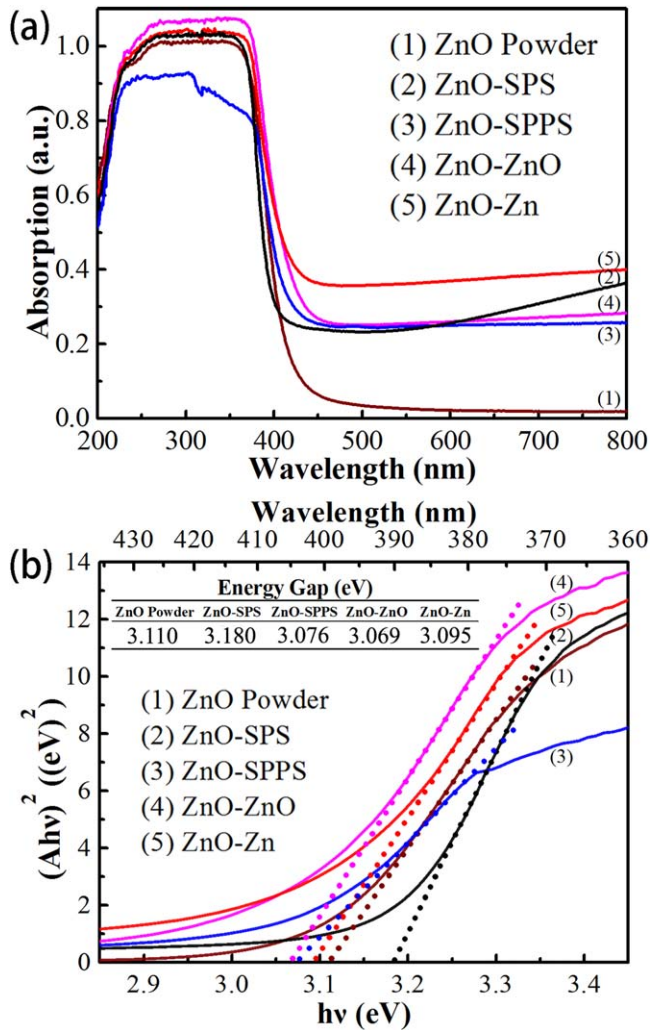 (a)
(1) ZnO Powder
(2) ZnO-SPS
(3) ZnO-SPPS
(4) ZnO-ZnO
(5) ZnO-Zn
Absorption (a.u.)
1.0
0.8
0.6
0.4
0.2
0.0
(5)
(2)
(4)
(3)
(1)
200 300 400 500 600 700 800
Wavelength (nm)
(b)
Wavelength (nm)
430 420 410 400 390 380 370 360
Energy Gap (eV)
ZnO Powder ZnO-SPS ZnO-SPPS ZnO-ZnO ZnO-Zn
3.110 3.180 3.076 3.069 3.095
(1) ZnO Powder
(2) ZnO-SPS
(3) ZnO-SPPS
(4) ZnO-ZnO
(5) ZnO-Zn
(Ahν)² ((eV)²)
14
12
10
8
6
4
2
0
(4)
(5)
(2)
(1)
(3)
2.9 3.0 3.1 3.2 3.3 3.4
hν (eV)